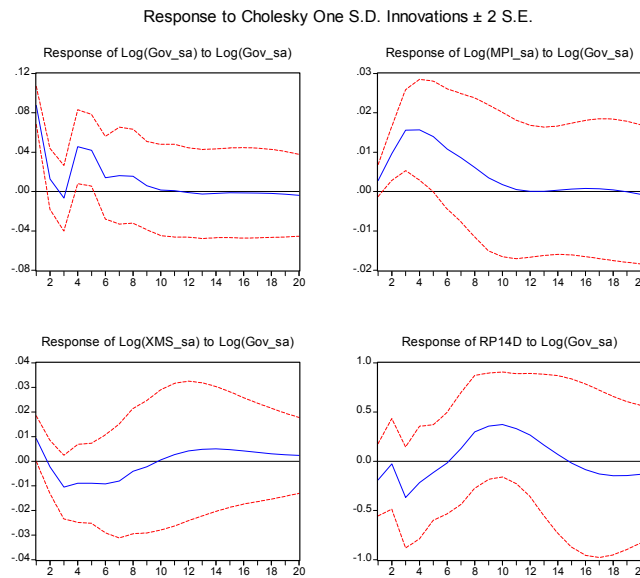 Response to Cholesky One S.D. Innovations ± 2 S.E.
Response of Log(Gov_sa) to Log(Gov_sa)
.12
.08
.04
.00
-.04
-.08
2 4 6 8 10 12 14 16 18 20
Response of Log(MPI_sa) to Log(Gov_sa)
.03
.02
.01
.00
-.01
-.02
2 4 6 8 10 12 14 16 18 20
Response of Log(XMS_sa) to Log(Gov_sa)
.04
.03
.02
.01
.00
-.01
-.02
-.03
-.04
2 4 6 8 10 12 14 16 18 20
Response of RP14D to Log(Gov_sa)
1.0
0.5
0.0
-0.5
-1.0
2 4 6 8 10 12 14 16 18 20